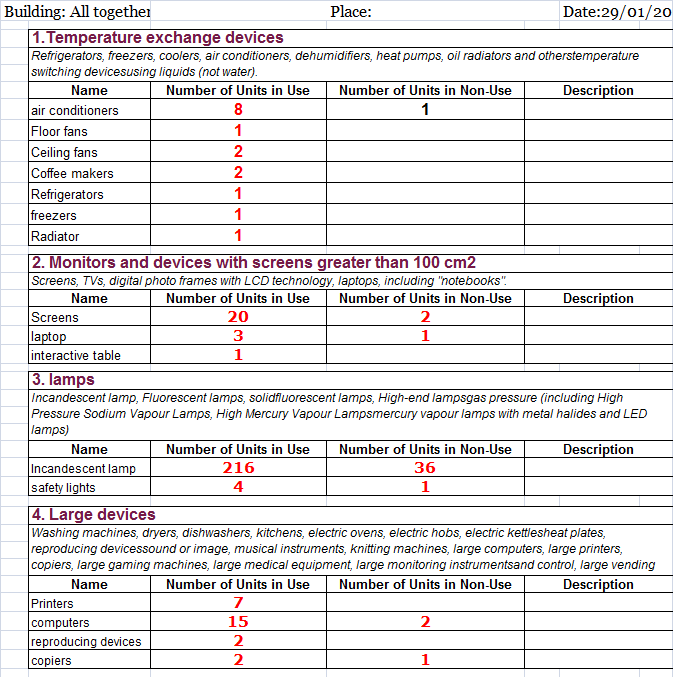 Building: All together Place: Date:29/01/20
1.Temperature exchange devices
Refrigerators, freezers, coolers, air conditioners, dehumidifiers, heat pumps, oil radiators and otherstemperature
switching devicesusing liquids (not water).
Name Number of Units in Use Number of Units in Non-Use Description
air conditioners 8 1
Floor fans 1
Ceiling fans 2
Coffee makers 2
Refrigerators 1
freezers 1
Radiator 1
2. Monitors and devices with screens greater than 100 cm2
Screens, TVs, digital photo frames with LCD technology, laptops, including "notebooks".
Name Number of Units in Use Number of Units in Non-Use Description
Screens 20 2
laptop 3 1
interactive table 1
3. lamps
Incandescent lamp, Fluorescent lamps, solidfluorescent lamps, High-end lampsgas pressure (including High
Pressure Sodium Vapour Lamps, High Mercury Vapour Lampsmercury vapour lamps with metal halides and LED
lamps)
Name Number of Units in Use Number of Units in Non-Use Description
Incandescent lamp 216 36
safety lights 4 1
4. Large devices
Washing machines, dryers, dishwashers, kitchens, electric ovens, electric hobs, electric kettlesheat plates,
reproducing devicessound or image, musical instruments, knitting machines, large computers, large printers,
copiers, large gaming machines, large medical equipment, large monitoring instrumentsand control, large vending
Name Number of Units in Use Number of Units in Non-Use Description
Printers 7
computers 15 2
reproducing devices 2
copiers 2 1